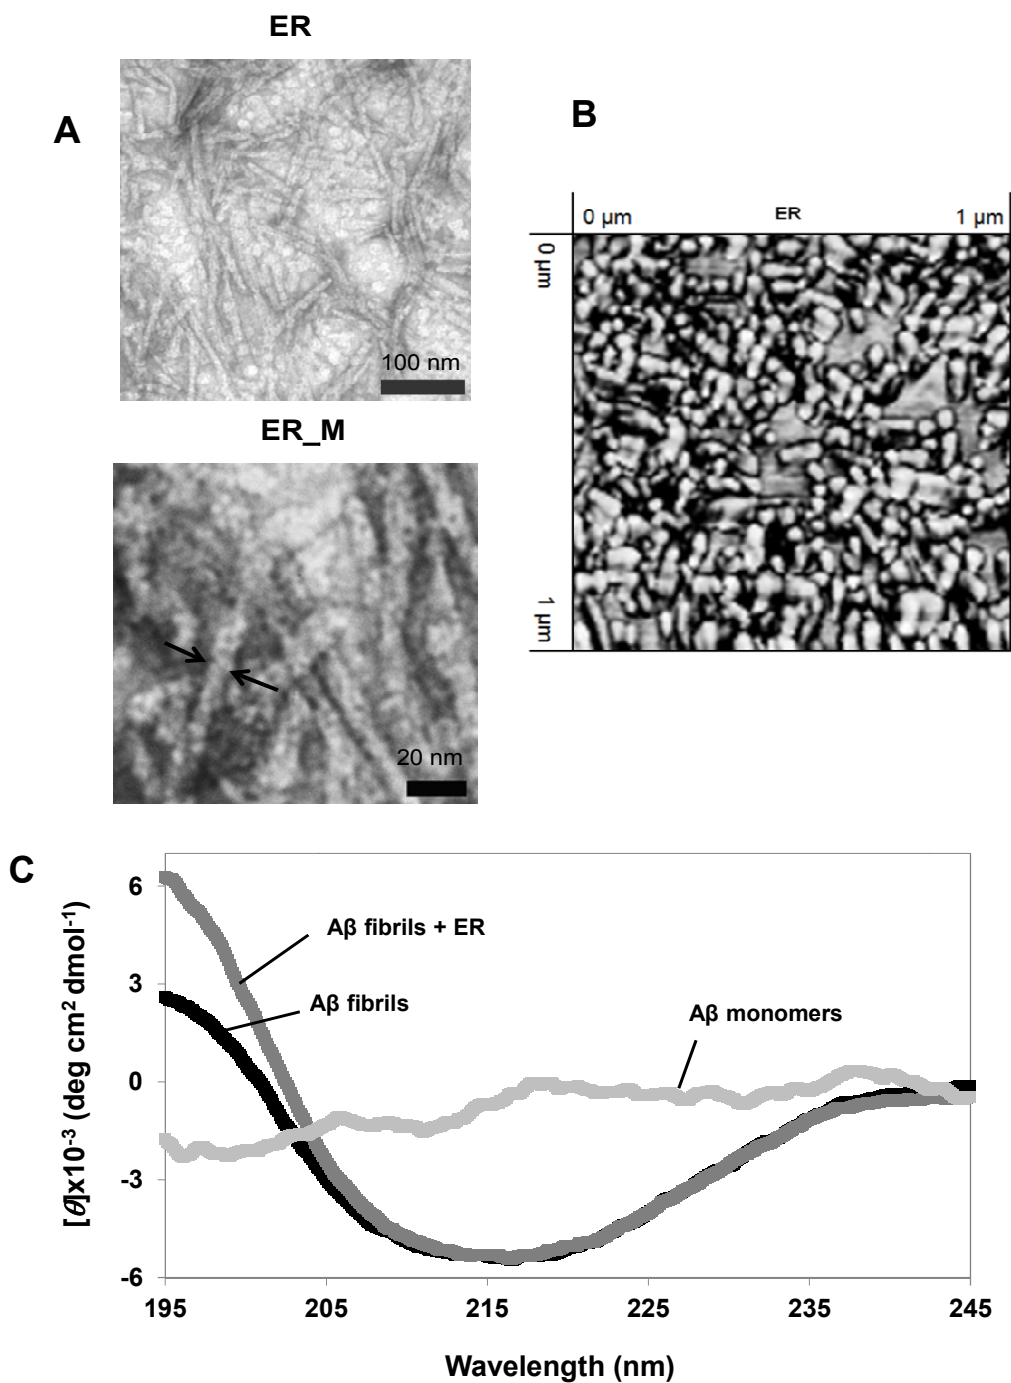 ER
A
100 nm
ER_M
20 nm
B
0 µm ER 1 µm
0 µm
1 µm
C
[θ]x10⁻³ (deg cm² dmol⁻¹)
6
3
0
-3
-6
Aβ fibrils + ER
Aβ fibrils
Aβ monomers
195 205 215 225 235 245
Wavelength (nm)